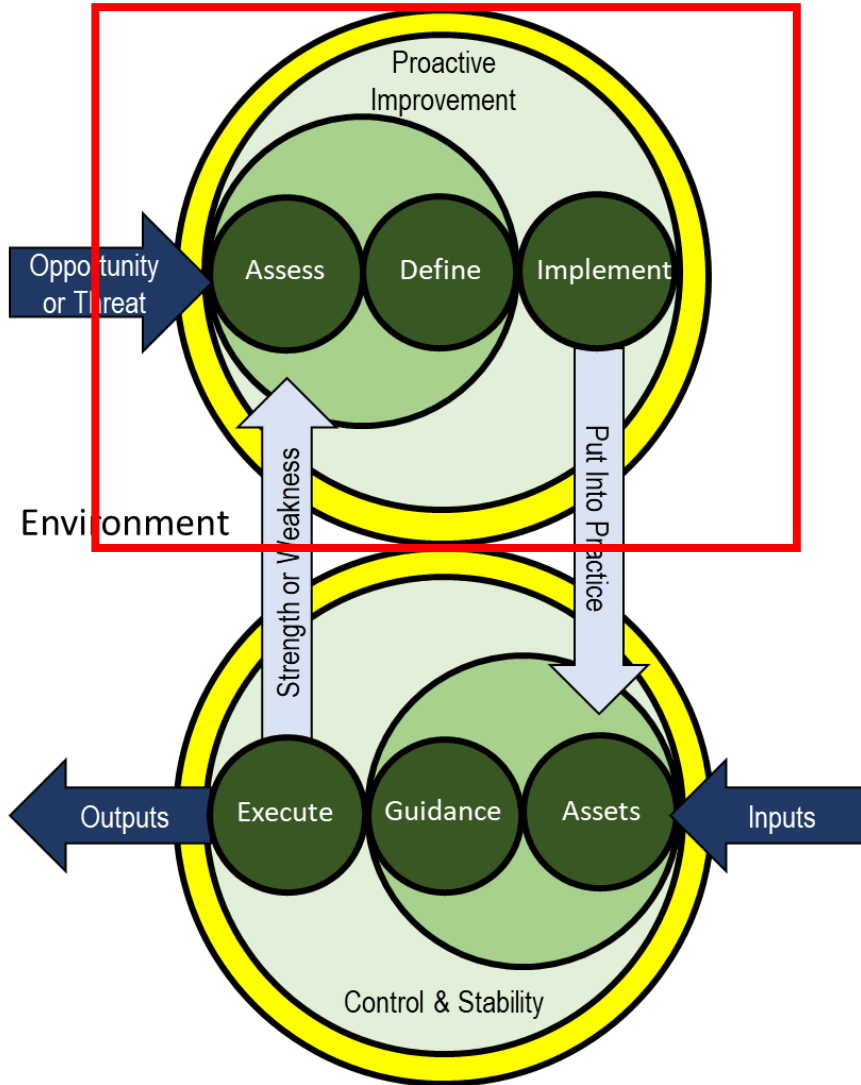 Proactive
Improvement
Opportunity
or Threat
Assess
Define
Implement
Strength or Weakness
Put Into Practice
Environment
Outputs
Execute
Guidance
Assets
Inputs
Control & Stability